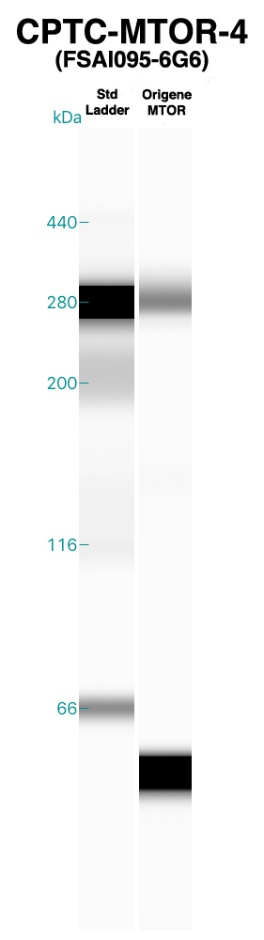 CPTC-MTOR-4
(FSAI095-6G6)
Std Ladder
Origene MTOR
kDa
440
280
200
116
66